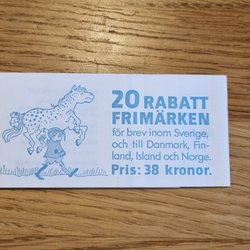 20 RABATT
FRIMÄRKEN
för brev inom Sverige,
och till Danmark, Fin-
land, Island och Norge.
Pris: 38 kronor.